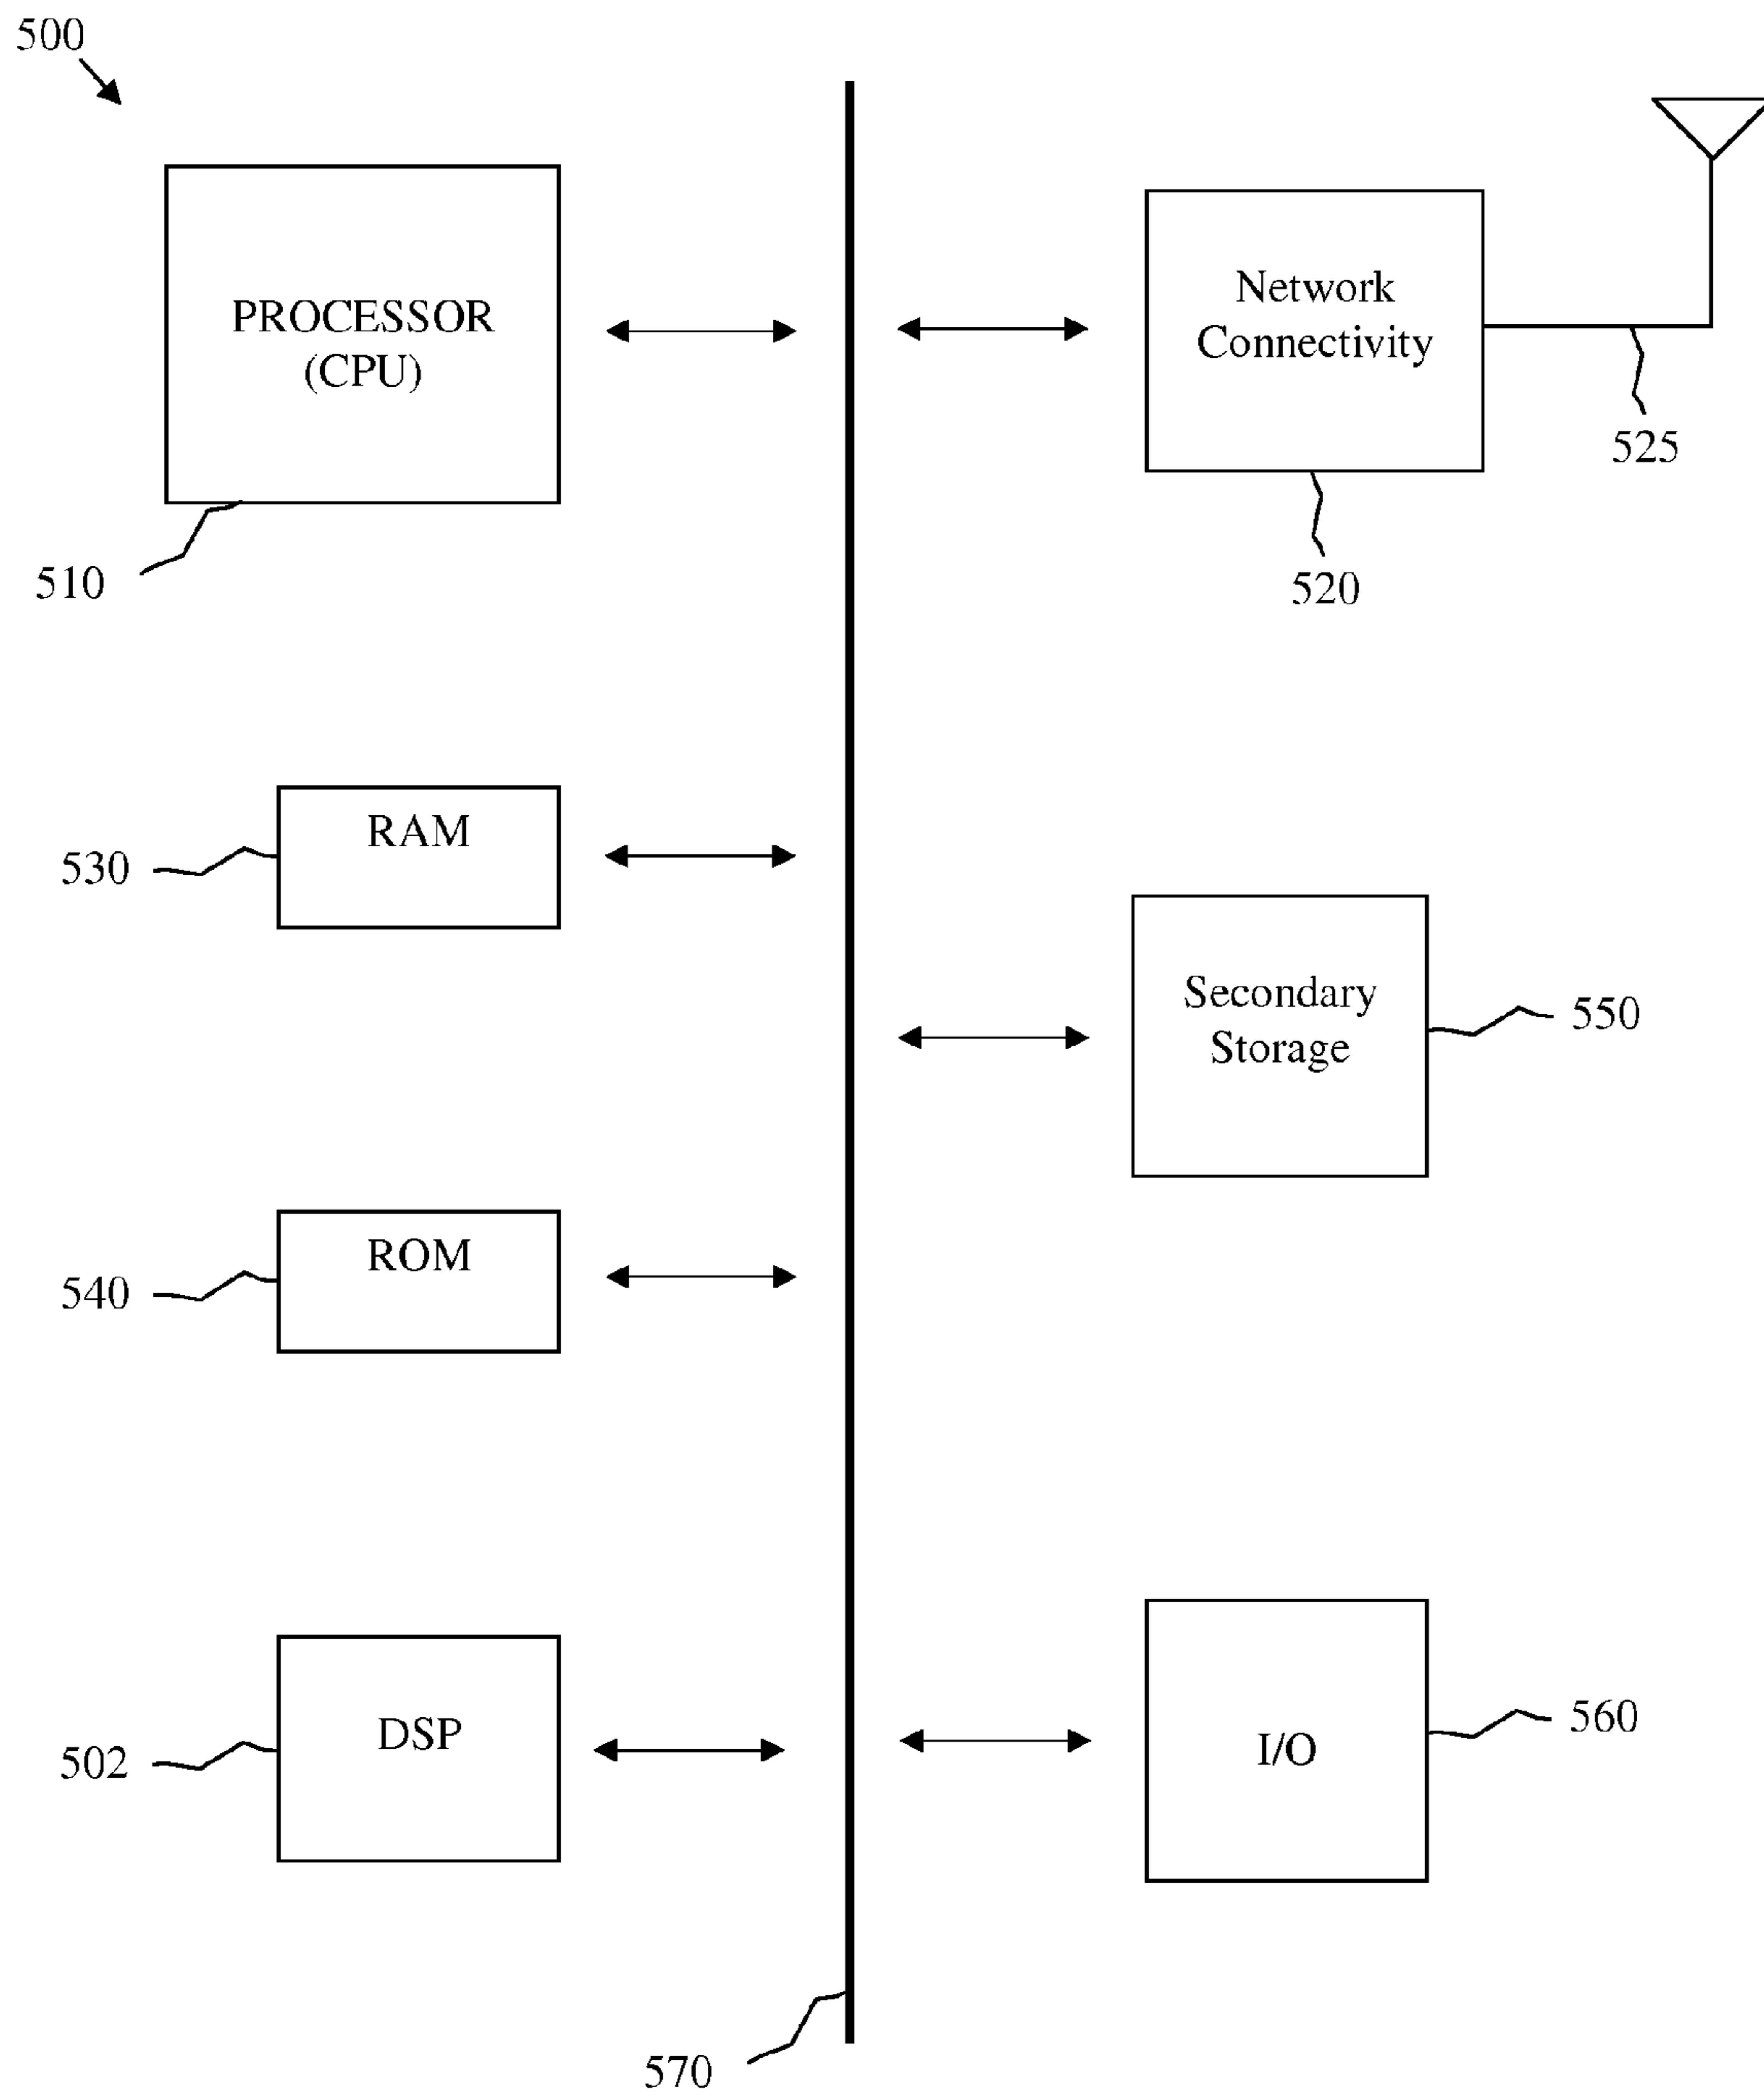 500
PROCESSOR
(CPU)
510
Network
Connectivity
525
520
RAM
530
Secondary
Storage
550
ROM
540
DSP
502
I/O
560
570